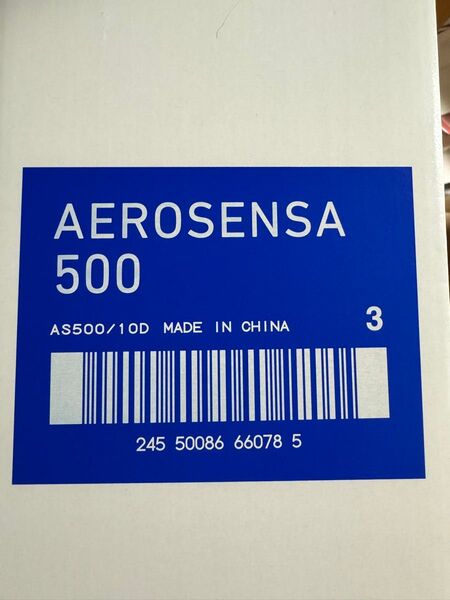 AEROSENSA
500
AS500/10D MADE IN CHINA 3
245 50086 66078 5